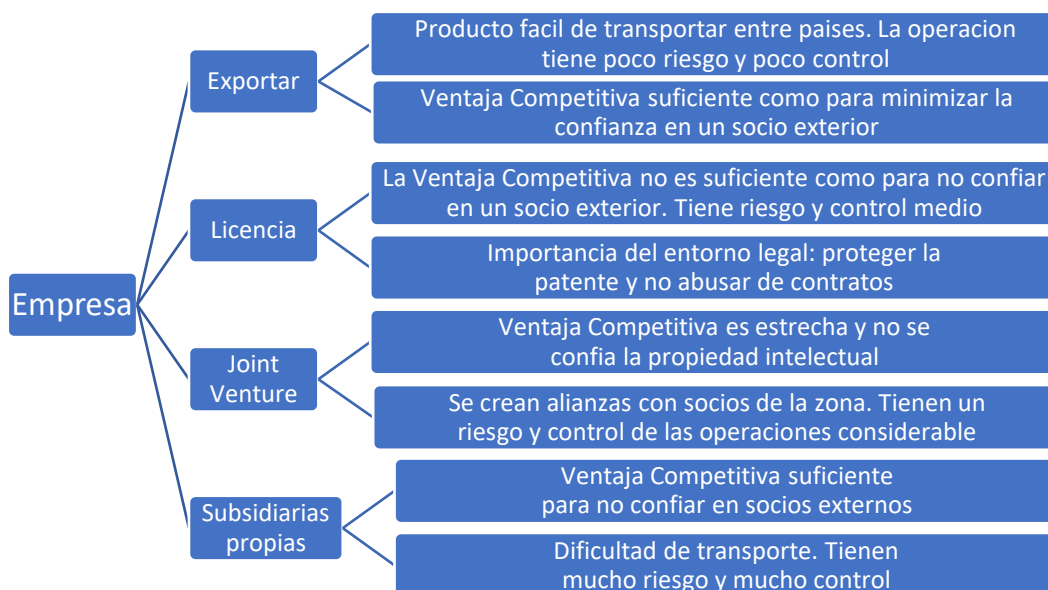 Empresa
Exportar
Producto facil de transportar entre paises. La operacion
tiene poco riesgo y poco control
Ventaja Competitiva suficiente como para minimizar la
confianza en un socio exterior
Licencia
La Ventaja Competitiva no es suficiente como para no confiar
en un socio exterior. Tiene riesgo y control medio
Importancia del entorno legal: proteger la
patente y no abusar de contratos
Joint
Venture
Ventaja Competitiva es estrecha y no se
confia la propiedad intelectual
Se crean alianzas con socios de la zona. Tienen un
riesgo y control de las operaciones considerable
Subsidiarias
propias
Ventaja Competitiva suficiente
para no confiar en socios externos
Dificultad de transporte. Tienen
mucho riesgo y mucho control